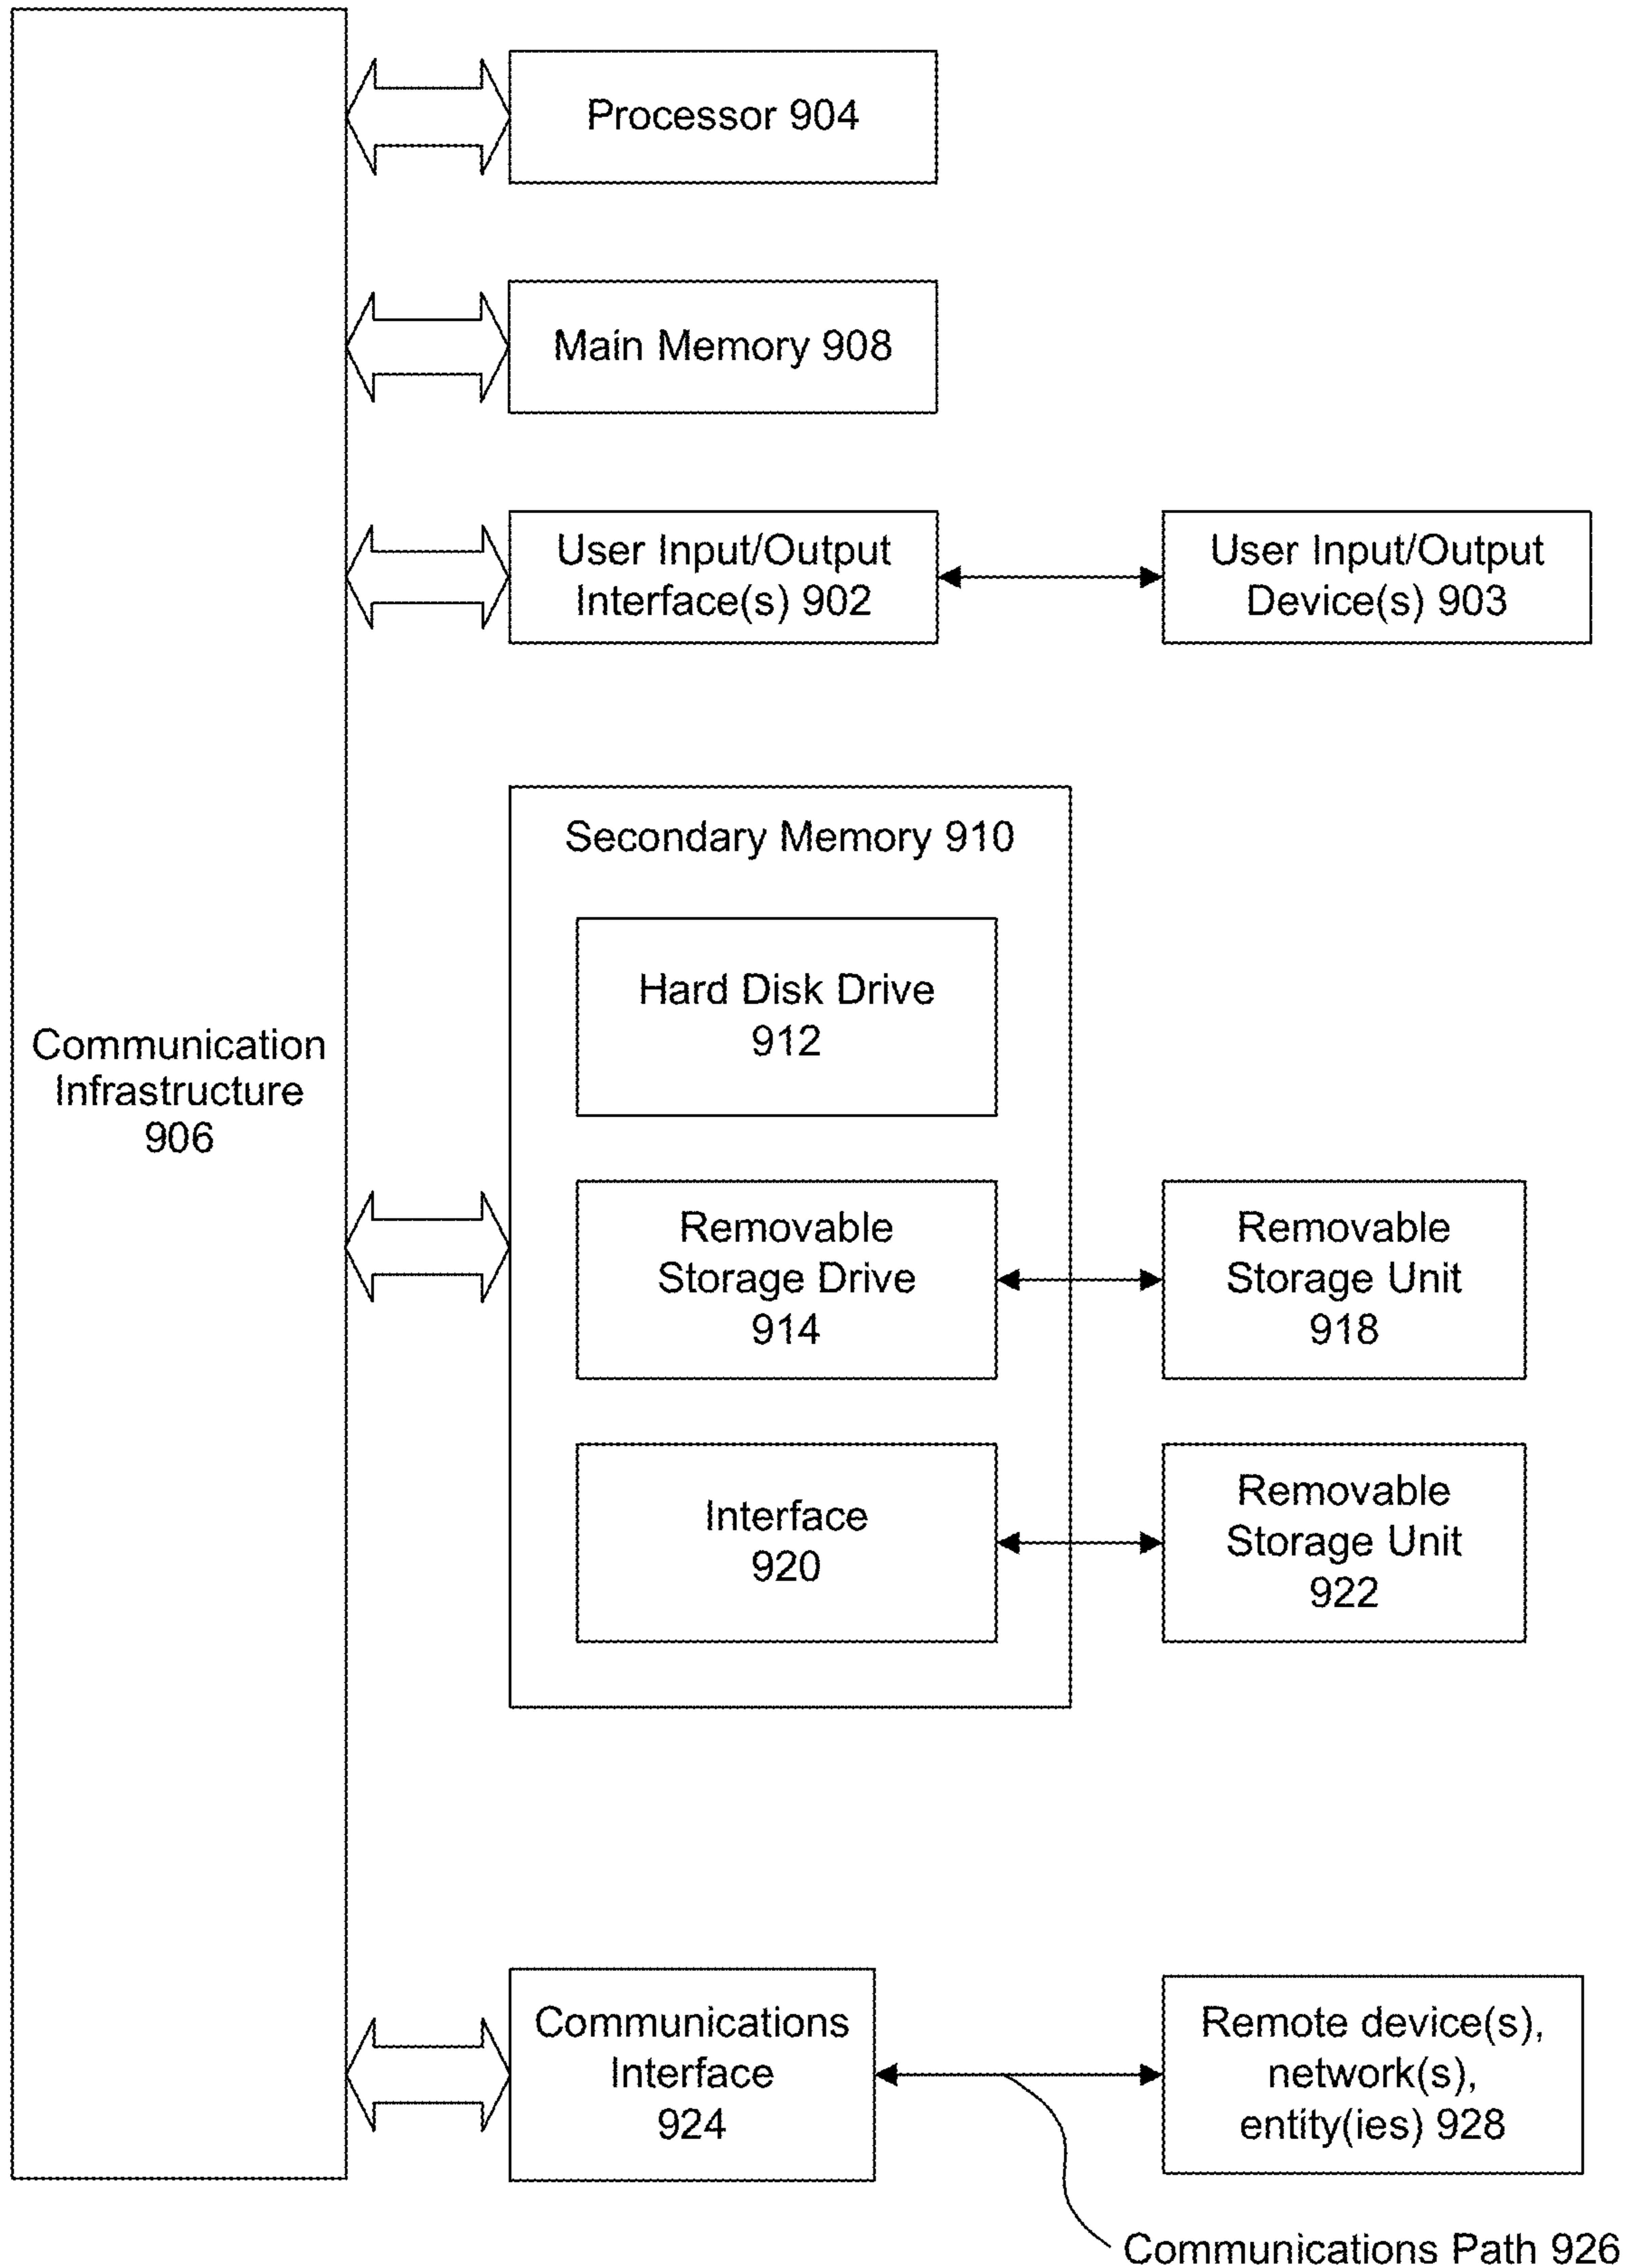 Processor 904
Main Memory 908
User Input/Output
Interface(s) 902
User Input/Output
Device(s) 903
Secondary Memory 910
Hard Disk Drive
912
Communication
Infrastructure
906
Removable
Storage Drive
914
Removable
Storage Unit
918
Interface
920
Removable
Storage Unit
922
Communications
Interface
924
Remote device(s),
network(s),
entity(ies) 928
Communications Path 926